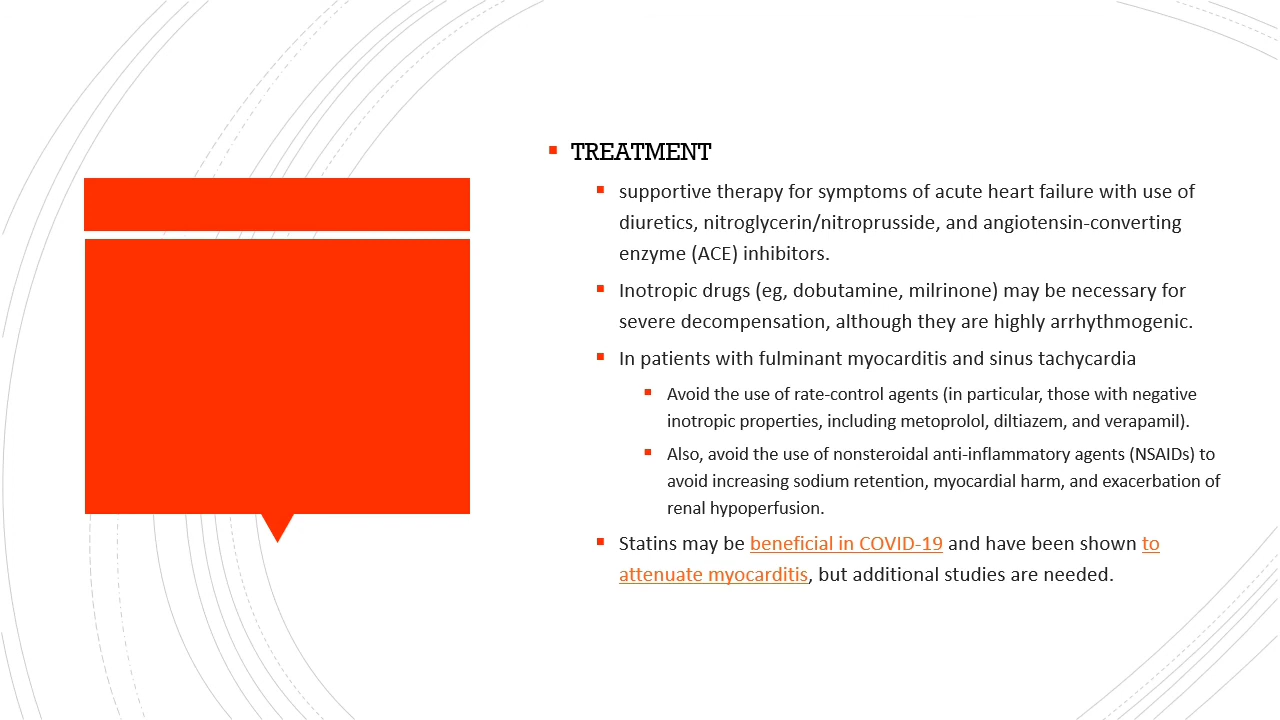 TREATMENT
supportive therapy for symptoms of acute heart failure with use of
diuretics, nitroglycerin/nitroprusside, and angiotensin-converting
enzyme (ACE) inhibitors.
Inotropic drugs (eg, dobutamine, milrinone) may be necessary for
severe decompensation, although they are highly arrhythmogenic.
In patients with fulminant myocarditis and sinus tachycardia
Avoid the use of rate-control agents (in particular, those with negative
inotropic properties, including metoprolol, diltiazem, and verapamil).
Also, avoid the use of nonsteroidal anti-inflammatory agents (NSAIDs) to
avoid increasing sodium retention, myocardial harm, and exacerbation of
renal hypoperfusion.
Statins may be beneficial in COVID-19 and have been shown to
attenuate myocarditis, but additional studies are needed.